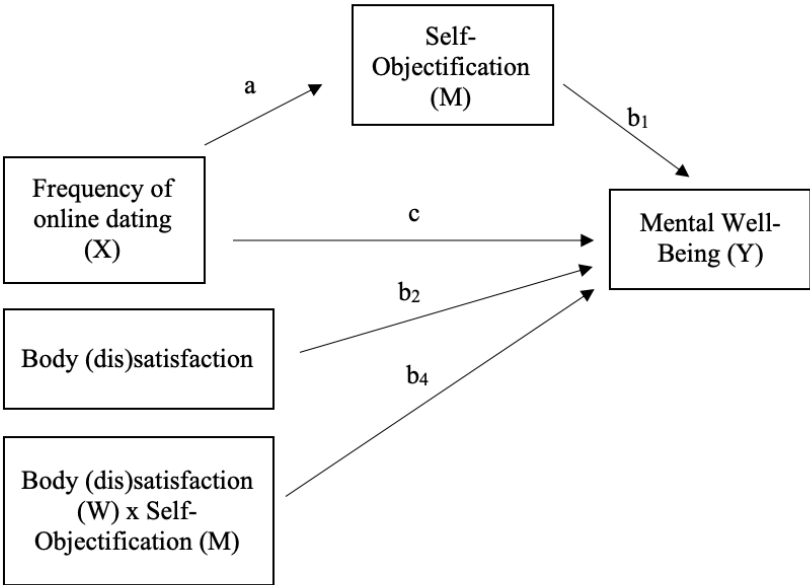 Self-
Objectification
(M)
a
b₁
Frequency of
online dating
(X)
c
Mental Well-
Being (Y)
b₂
Body (dis)satisfaction
b₄
Body (dis)satisfaction
(W) x Self-
Objectification (M)